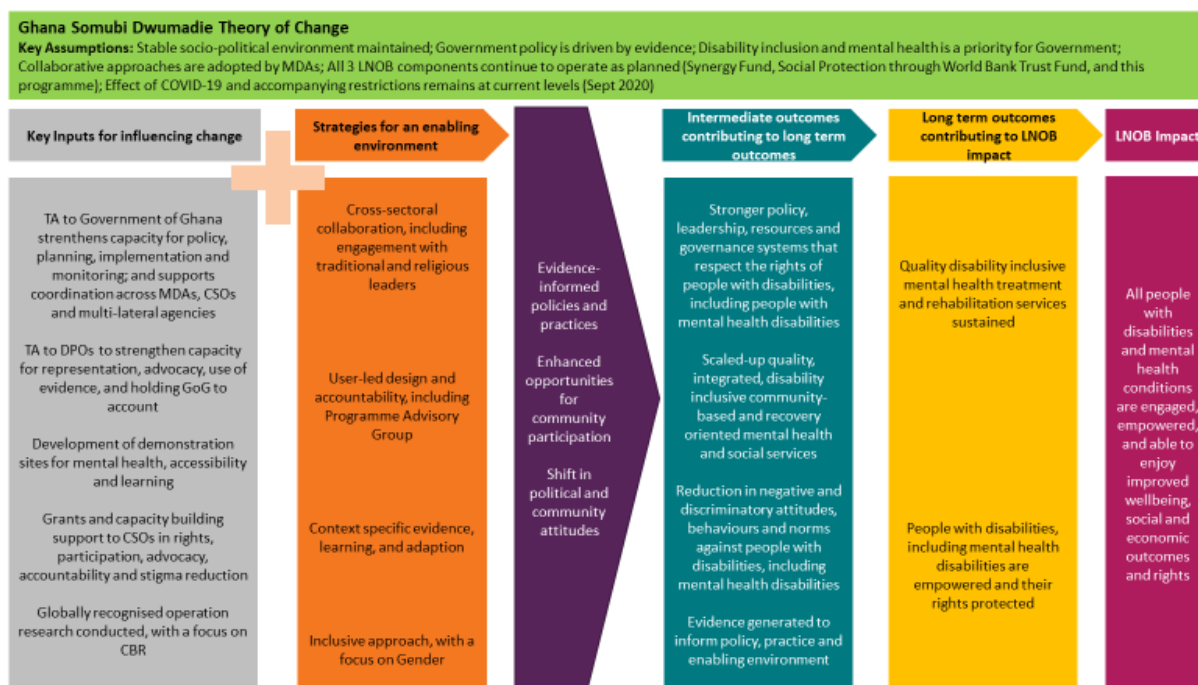 Ghana Somubi Dwumadie Theory of Change
Key Assumptions: Stable socio-political environment maintained; Government policy is driven by evidence; Disability inclusion and mental health is a priority for Government;
Collaborative approaches are adopted by MDAs; All 3 LNOB components continue to operate as planned (Synergy Fund, Social Protection through World Bank Trust Fund, and this
programme); Effect of COVID-19 and accompanying restrictions remains at current levels (Sept 2020)
Key Inputs for influencing change
TA to Government of Ghana
strenthens capacity for policy,
planning, implementation and
monitoring; and supports
coordination across MDAs, CSOs
and multi-lateral agencies
TA to DPOs to strengthen capacity
for representation, advocacy, use of
evidence, and holding GoG to
account
Development of demonstration
sites for mental health, accessibility
and learning
Grants and capacity building
support to CSOs in rights,
participation, advocacy,
accountability and stigma reduction
Globally recognised operation
research conducted, with a focus on
CBR
Strategies for an enabling
environment
Cross-sectoral
collaboration, including
engagement with
traditional and religious
leaders
User-led design and
accountability, including
Programme Advisory
Group
Context specific evidence,
learning, and adaption
Inclusive approach, with a
focus on Gender
Evidence-
informed
policies and
practices
Enhanced
opportunities
for
community
participation
Shift in
political and
community
attitudes
Intermediate outcomes
contributing to long term
outcomes
Stronger policy,
leadership, resources and
governance systems that
respect the rights of
people with disabilities,
including people with
mental health disabilities
Scaled-up quality,
integrated, disability
inclusive community-
based and recovery
oriented mental health
and social services
Reduction in negative and
discriminatory attitudes,
behaviours and norms
against people with
disabilities, including
mental health disabilities
Evidence generated to
inform policy, practice and
enabling environment
Long term outcomes
contributing to LNOB
impact
Quality disability inclusive
mental health treatment
and rehabilitation services
sustained
People with disabilities,
including mental health
disabilities are
empowered and their
rights protected
LNOB Impact
All people
with
disabilities
and mental
health
conditions
are engaged,
empowered,
and able to
enjoy
improved
wellbeing,
social and
economic
outcomes
and rights